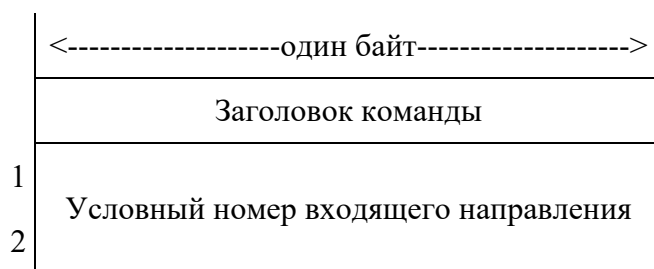 <--------------------один байт-------------------->
Заголовок команды
1
Условный номер входящего направления
2